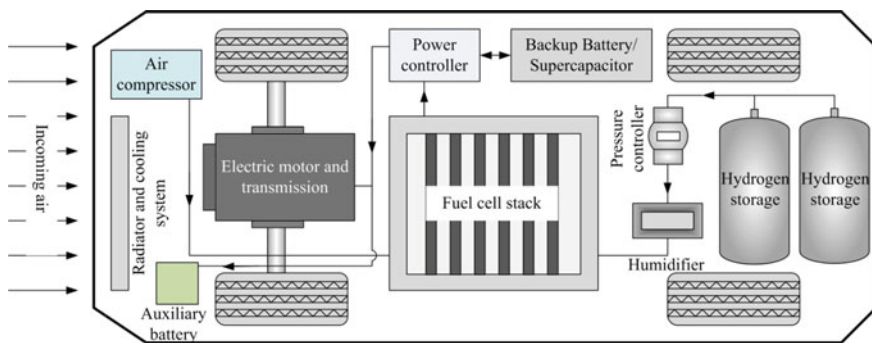 Incoming air
Air
compressor
Radiator and cooling
system
Auxiliary
battery
Electric motor and
transmission
Power
controller
Backup Battery/
Supercapacitor
Fuel cell stack
Pressure
controller
Humidifier
Hydrogen
storage
Hydrogen
storage